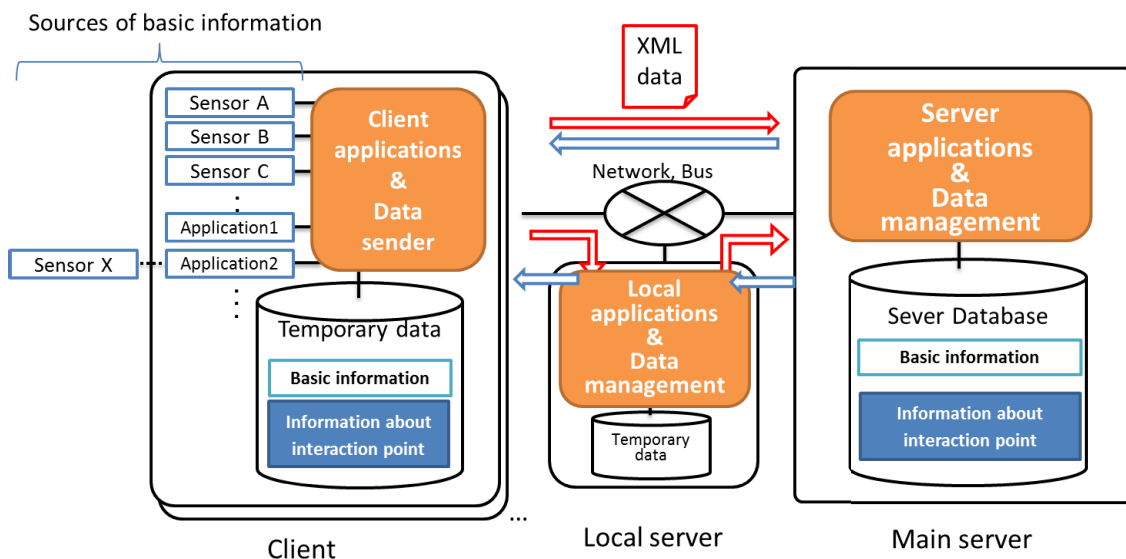 Sources of basic information
Sensor A
Sensor B
Sensor C
⋮
Application1
Sensor X
Application2
⋮
Client
applications
&
Data
sender
Temporary data
Basic information
Information about
interaction point
...
Client
XML
data
Network, Bus
Local
applications
&
Data
management
Temporary
data
Local server
Server
applications
&
Data
management
Sever Database
Basic information
Information about
interaction point
Main server